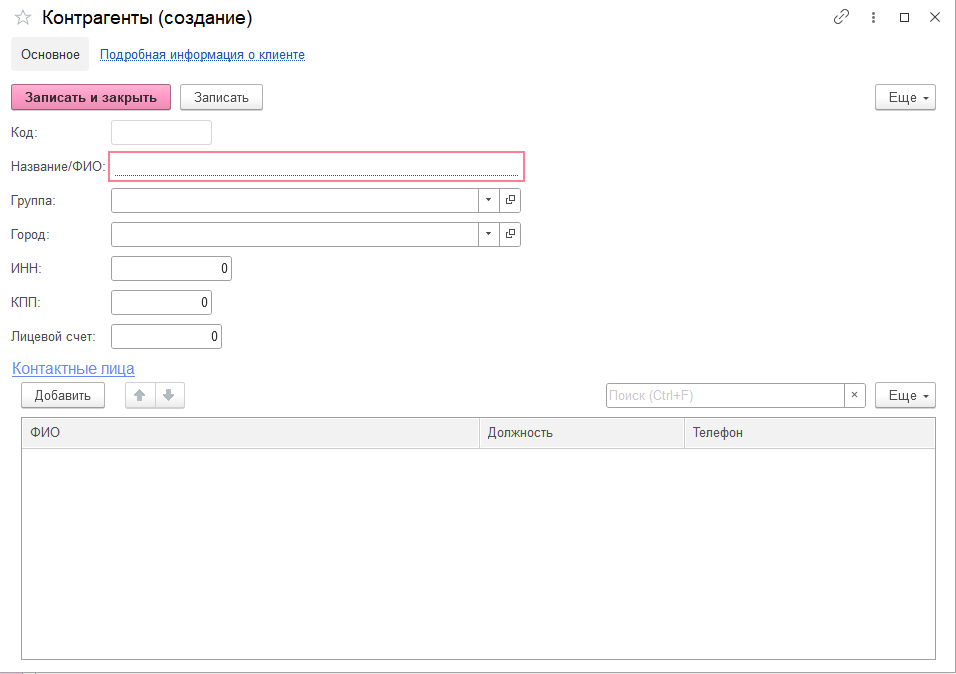 Контрагенты (создание)
Основное Подробная информация о клиенте
Записать и закрыть Записать Еще
Код:
Название/ФИО:
Группа:
Город:
ИНН: 0
КПП: 0
Лицевой счет: 0
Контактные лица
Добавить Поиск (Ctrl+F) × Еще
ФИО Должность Телефон